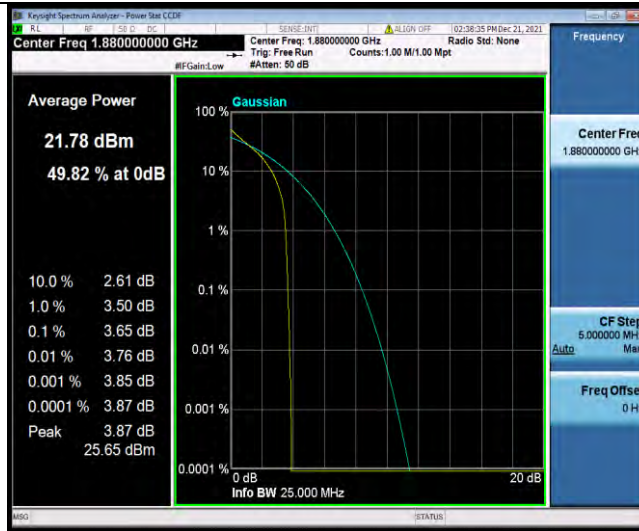 Keysight Spectrum Analyzer - Power Stat CCDF
RL RF 50 Ω DC SENSE:INT ALIGN OFF 02:38:35 PM Dec 21, 2021
Center Freq 1.880000000 GHz
Center Freq: 1.880000000 GHz Radio Std: None
Trig: Free Run Counts:1.00 M/1.00 Mpt
#IFGain:Low #Atten: 50 dB
Frequency
Average Power
21.78 dBm
49.82 % at 0dB
10.0 % 2.61 dB
1.0 % 3.50 dB
0.1 % 3.65 dB
0.01 % 3.76 dB
0.001 % 3.85 dB
0.0001 % 3.87 dB
Peak 3.87 dB
25.65 dBm
Gaussian
100 %
10 %
1 %
0.1 %
0.01 %
0.001 %
0.0001 %
0 dB 20 dB
Info BW 25.000 MHz
Center Fre
1.880000000 GH
CF Step
5.000000 MH
Auto Ma
Freq Offse
0 H
MSG STATUS